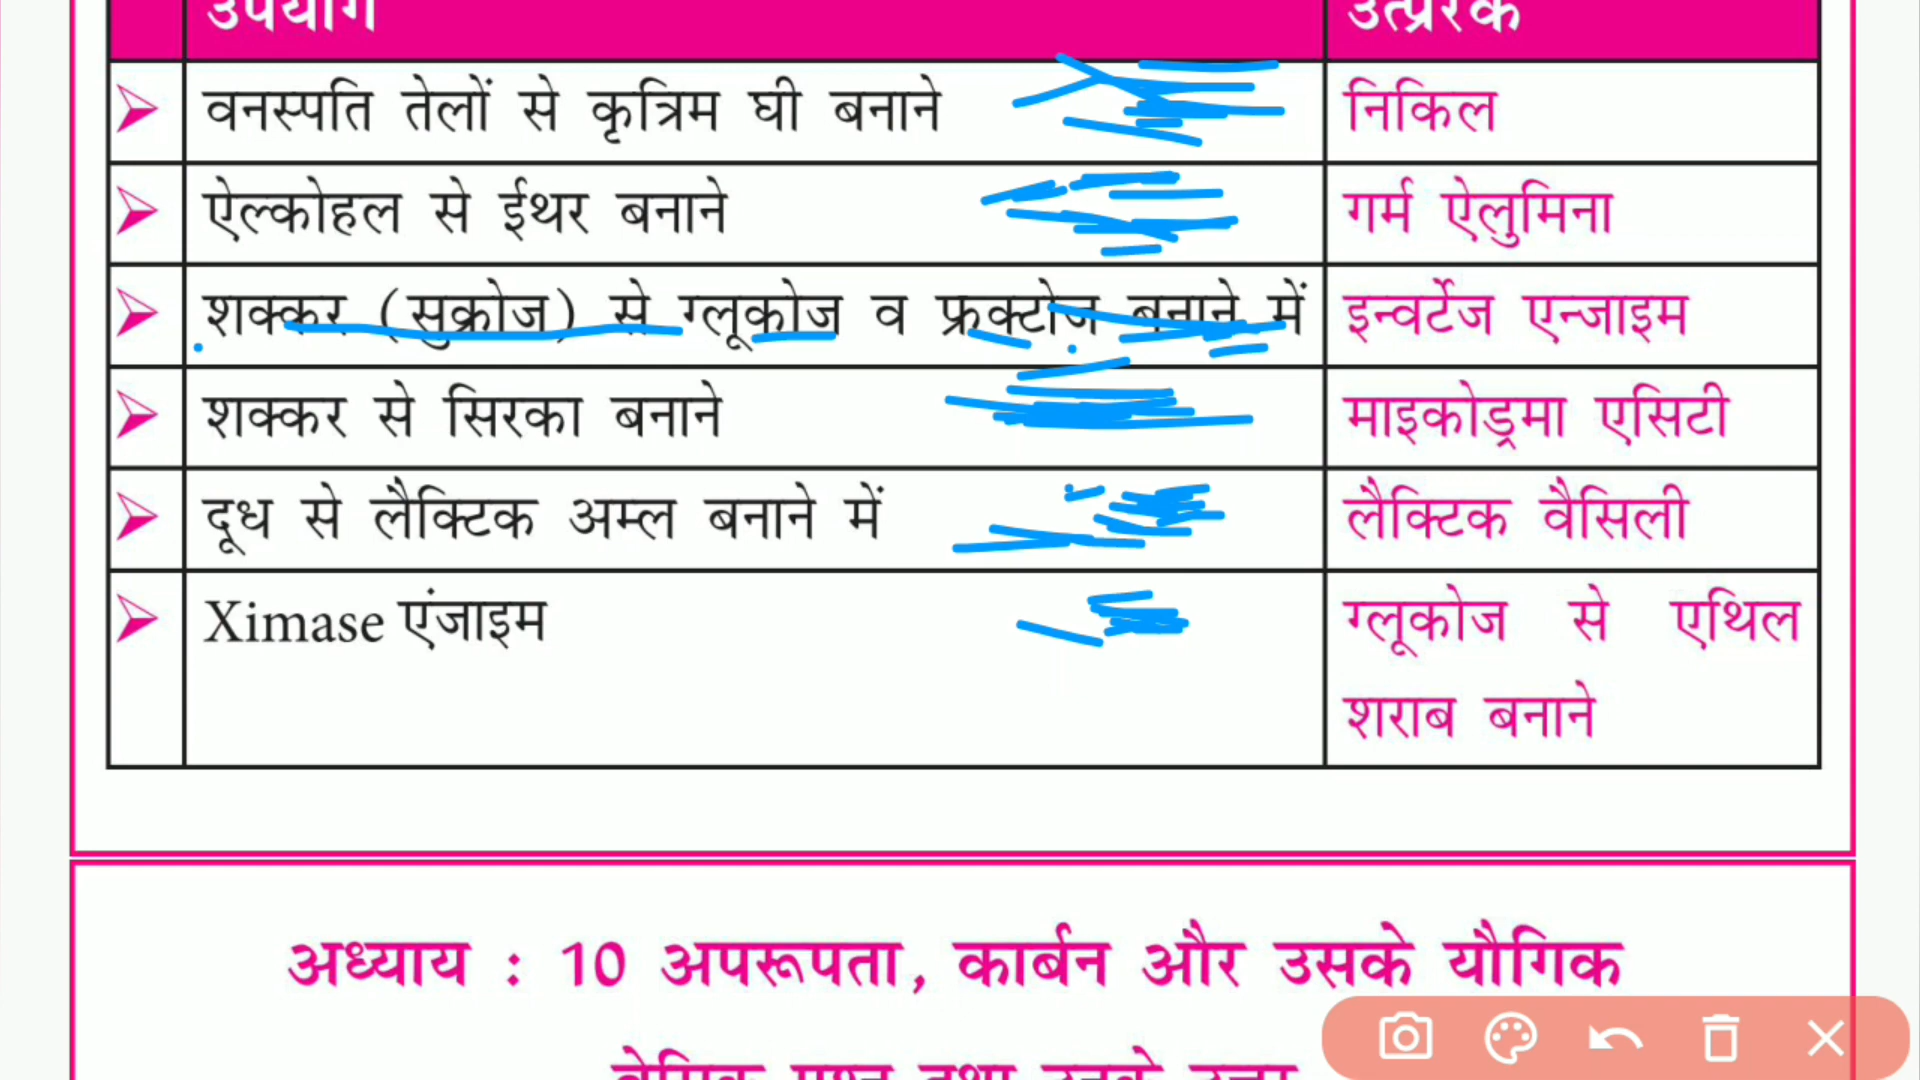 उपयोग उत्प्रेरक
वनस्पति तेलों से कृत्रिम घी बनाने निकिल
ऐल्कोहल से ईथर बनाने गर्म ऐलुमिना
शक्कर (सुक्रोज) से ग्लूकोज व फ्रक्टोज बनाने में इन्वर्टेज एन्जाइम
शक्कर से सिरका बनाने माइकोड्रमा एसिटी
दूध से लैक्टिक अम्ल बनाने में लैक्टिक वैसिली
Ximase एंजाइम ग्लूकोज से एथिल
शराब बनाने
अध्याय : 10 अपरूपता, कार्बन और उसके यौगिक